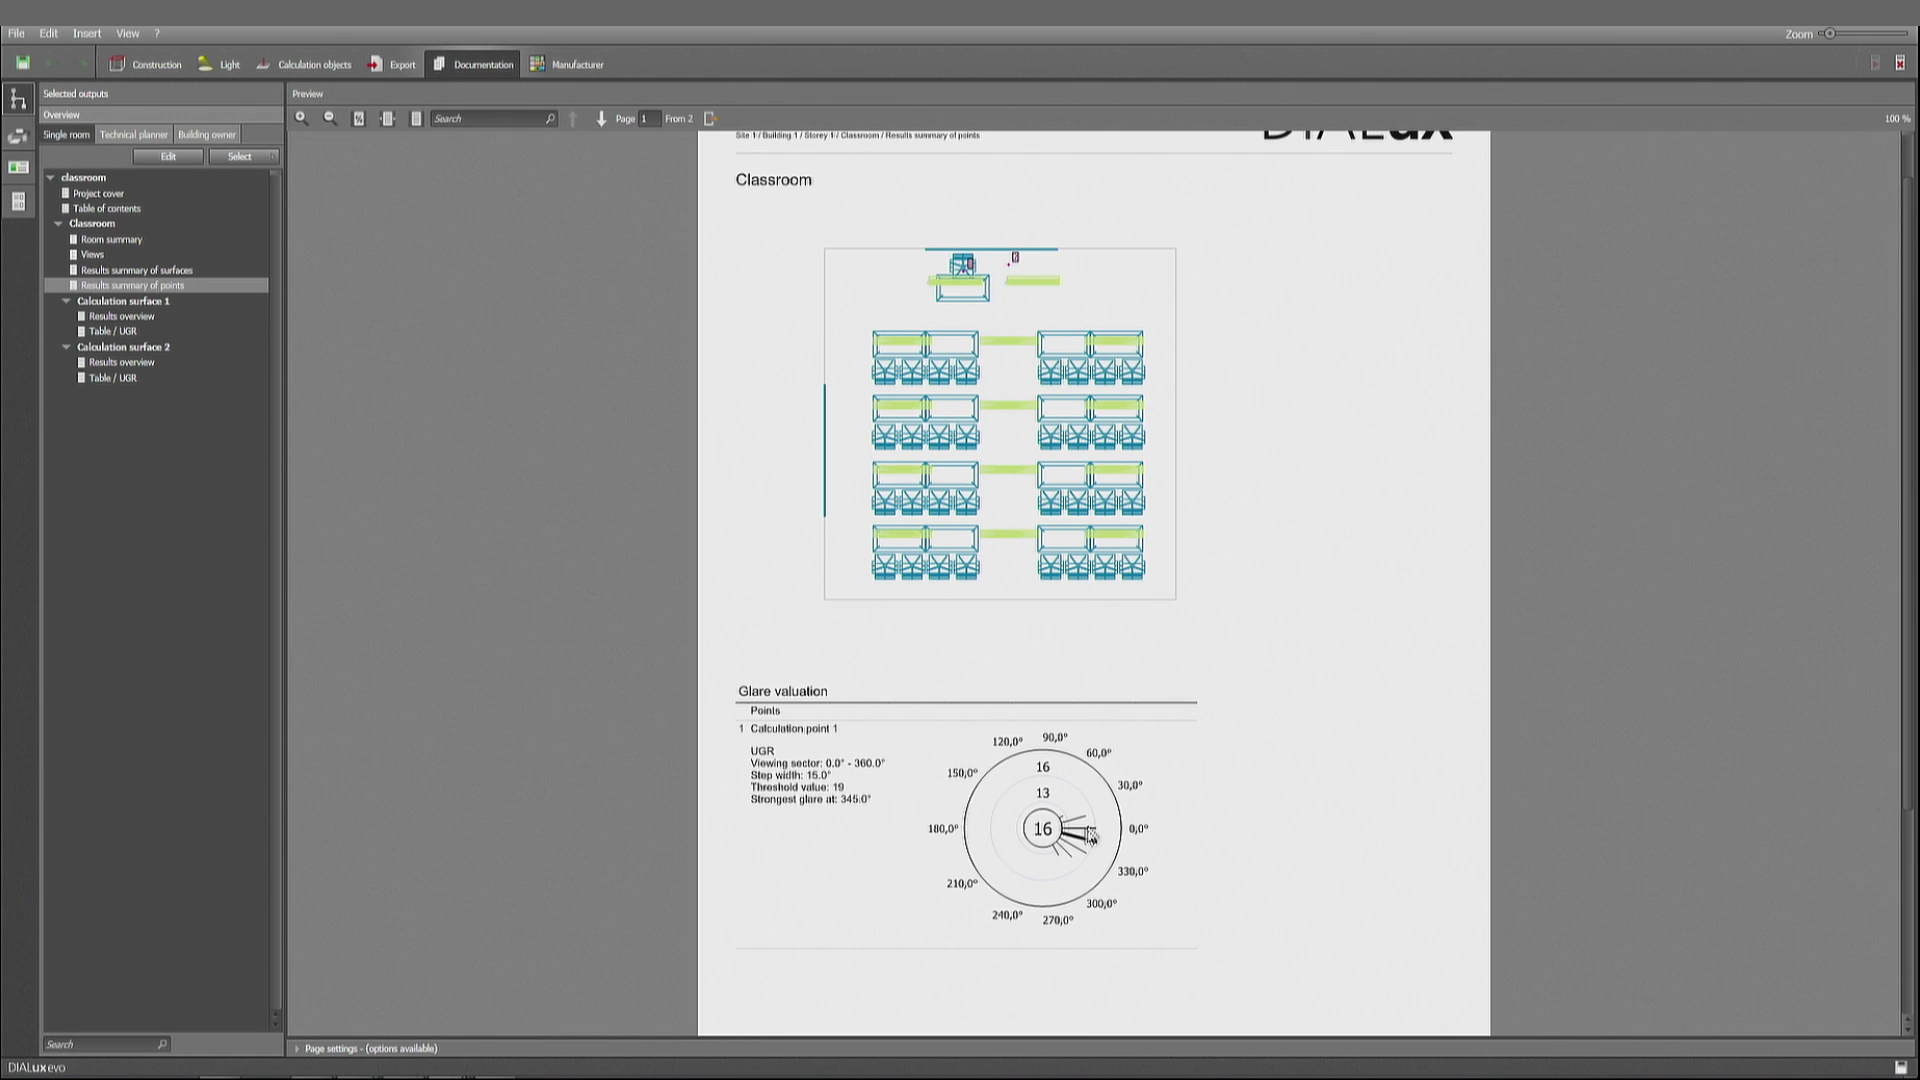 File Edit Insert View ?
Zoom
Construction Light Calculation objects Export Documentation Manufacturer
Selected outputs
Preview
Overview
Search Page 1 From 2 100 %
Single room Technical planner Building owner
Edit Select
classroom
Project cover
Table of contents
Classroom
Room summary
Views
Results summary of surfaces
Results summary of points
Calculation surface 1
Results overview
Table / UGR
Calculation surface 2
Results overview
Table / UGR
Search
Site 1 / Building 1 / Storey 1 / Classroom / Results summary of points
DIALux
Classroom
Glare valuation
Points
1 Calculation point 1
UGR
Viewing sector: 0.0° - 360.0°
Step width: 15.0°
Threshold value: 19
Strongest glare at: 345.0°
120,0° 90,0° 60,0°
16
150,0° 30,0°
13
180,0° 16 0,0°
210,0° 330,0°
240,0° 270,0° 300,0°
Page settings - (options available)
DIALux evo